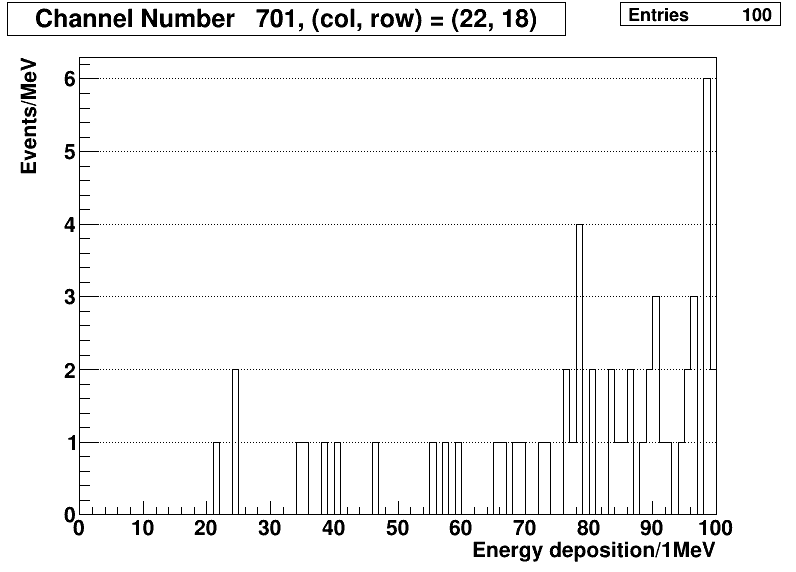 Channel Number 701, (col, row) = (22, 18)
Entries 100
Events/MeV
6
5
4
3
2
1
0
0 10 20 30 40 50 60 70 80 90 100
Energy deposition/1MeV